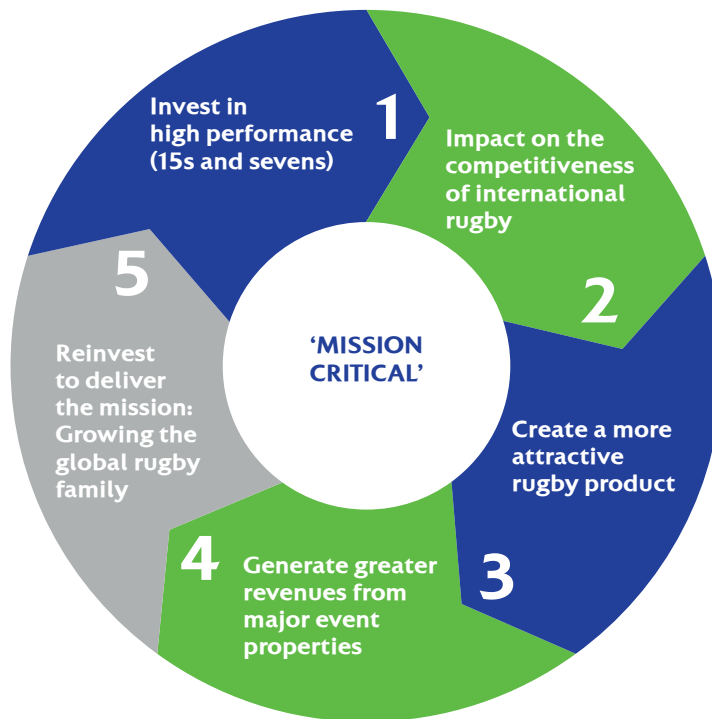 1
Invest in
high performance
(15s and sevens)
2
Impact on the
competitiveness
of international
rugby
3
Create a more
attractive
rugby product
4
Generate greater
revenues from
major event
properties
5
Reinvest
to deliver
the mission:
Growing the
global rugby
family
‘MISSION
CRITICAL’